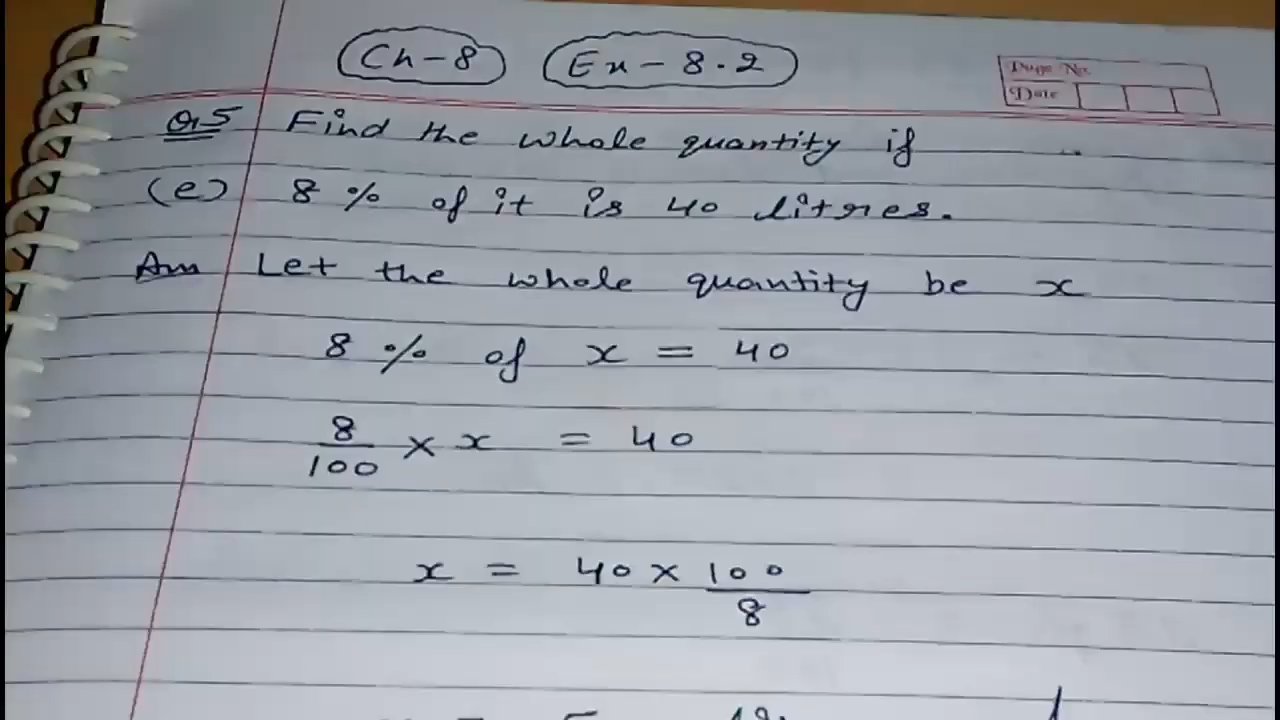 Ch-8 Ex-8.2
Page No.
Date
Q.5 Find the whole quantity if
(e) 8 % of it is 40 litres.
Ans Let the whole quantity be x
8 % of x = 40
8/100 × x = 40
x = 40 × 100/8